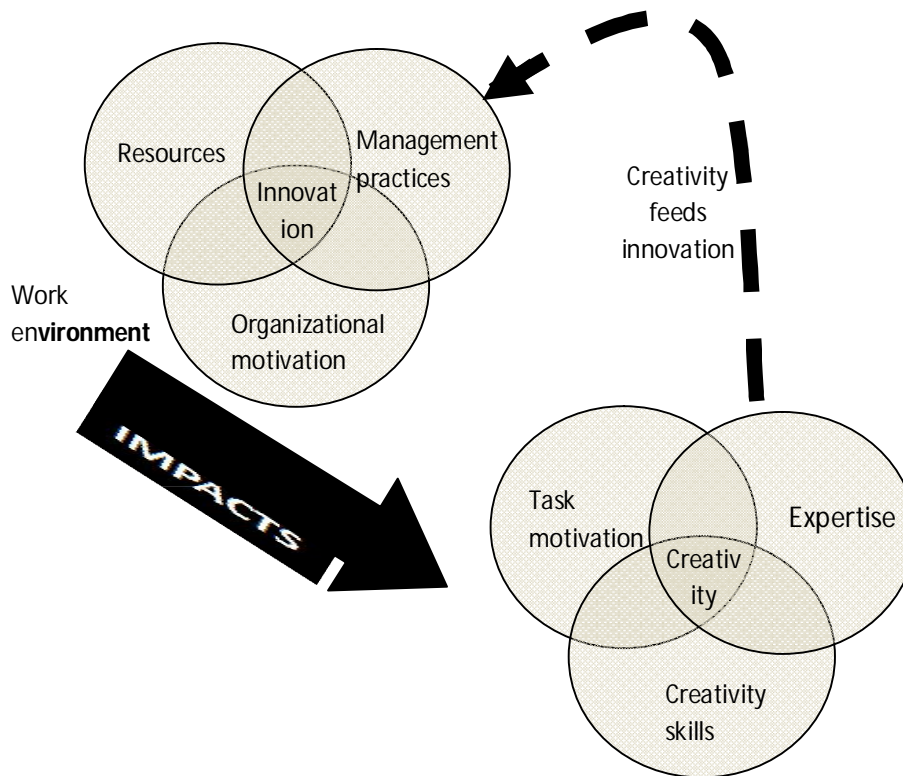 Resources
Management
practices
Innovat
ion
Organizational
motivation
Work
environment
IMPACTS
Creativity
feeds
innovation
Task
motivation
Expertise
Creativ
ity
Creativity
skills